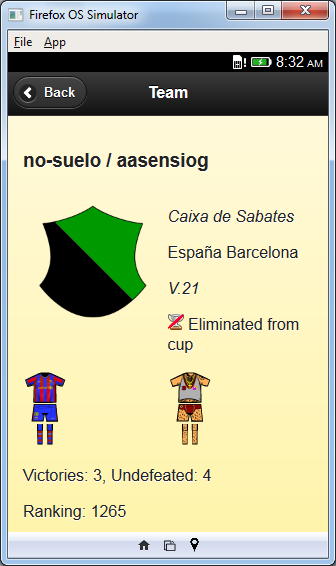 Firefox OS Simulator
File App
8:32 AM
Back
Team
no-suelo / aasensiog
Caixa de Sabates
España Barcelona
V.21
Eliminated from
cup
Victories: 3, Undefeated: 4
Ranking: 1265